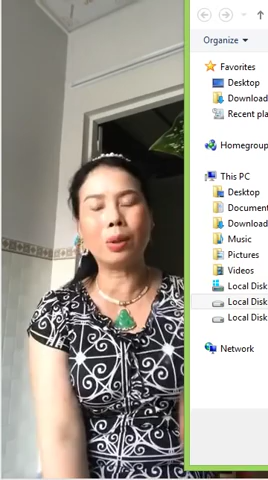 Organize
Favorites
Desktop
Download
Recent pla
Homegroup
This PC
Desktop
Document
Download
Music
Pictures
Videos
Local Disk
Local Disk
Local Disk
Network